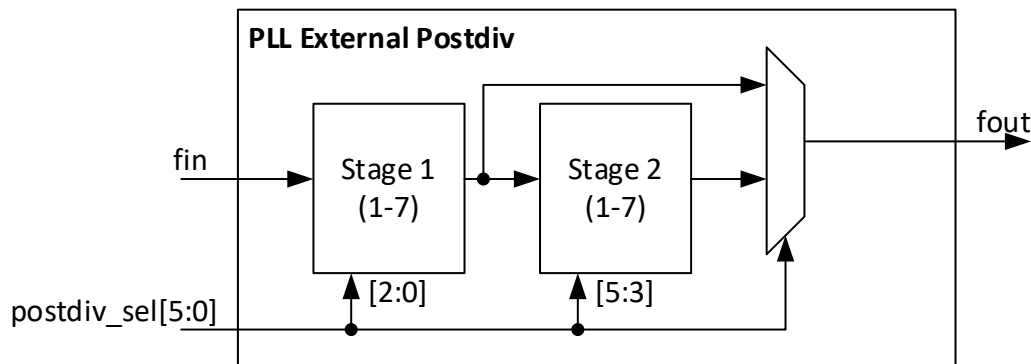 PLL External Postdiv
fout
fin
Stage 1
(1-7)
Stage 2
(1-7)
[2:0]
[5:3]
postdiv_sel[5:0]